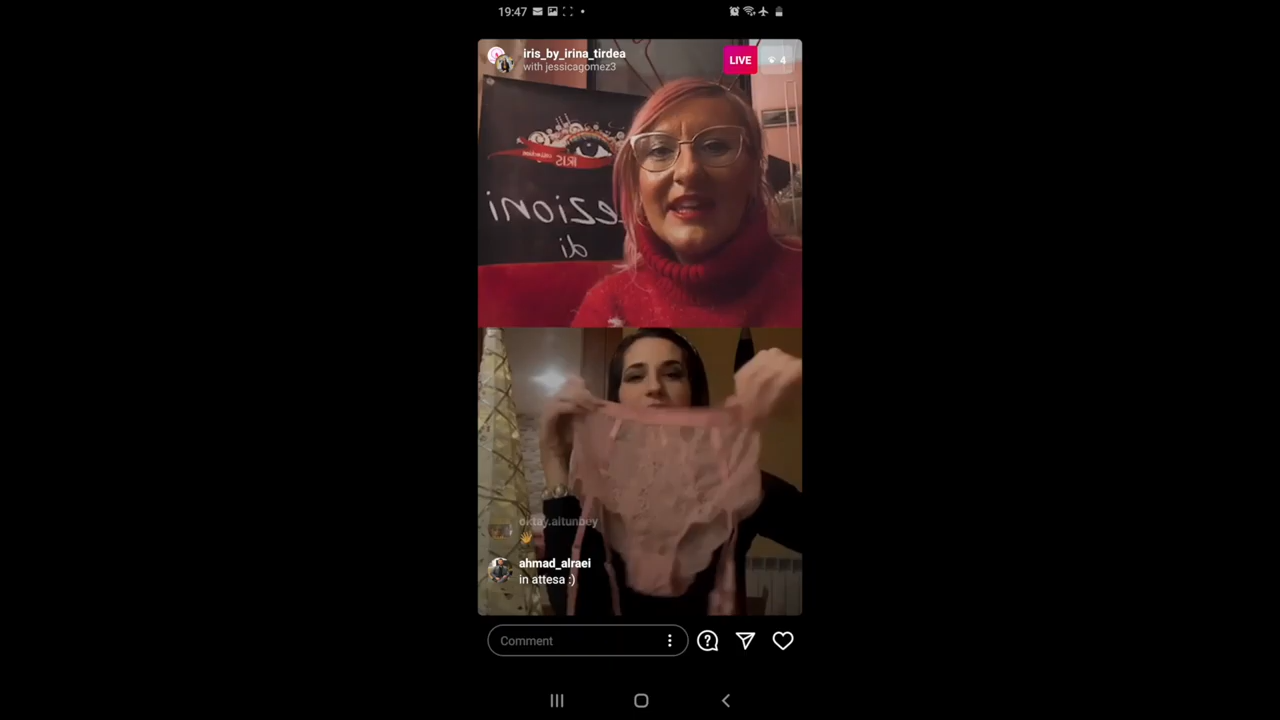 19:47
iris_by_irina_tirdea
with jessicagomez3
LIVE
4
IRIS
ezioni
di
oktay.altunbey
👋
ahmad_alraei
in attesa :)
Comment